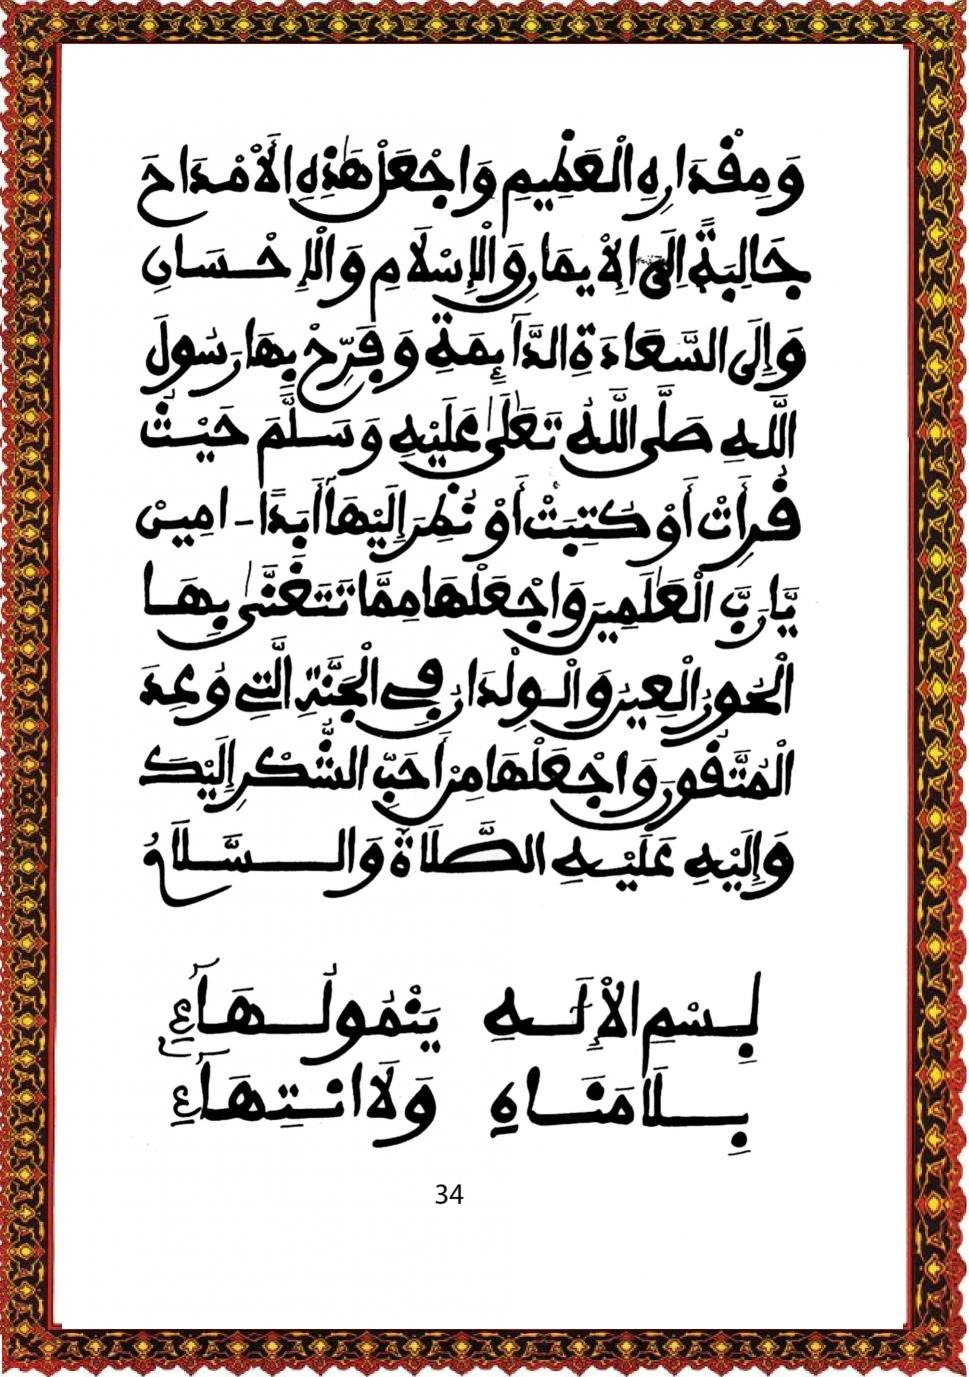 وَمِقْدَارِهِ الْعَظِيمِ وَاجْعَلْ هَٰذِهِ الْأَمْدَاحَ
جَالِبَةً إِلَى الْإِيمَانِ وَالْإِسْلَامِ وَالْإِحْسَانِ
وَإِلَى السَّعَادَةِ الدَّائِمَةِ وَفَرِّحْ بِهَا رَسُولَ
اللَّهِ صَلَّى اللَّهُ تَعَالَىٰ عَلَيْهِ وَسَلَّمَ حَيْثُ
قُرِأَتْ أَوْ كُتِبَتْ أَوْ نُظِرَ إِلَيْهَا أَبَدًا - امِينْ
يَّا رَبَّ الْعَٰلَمِينَ وَاجْعَلْهَا مِمَّا تَتَغَنَّىٰ بِهَا
الْحُورُ الْعِينُ وَالْوِلْدَانُ فِي الْجَنَّةِ الَّتِي وُعِدَ
الْمُتَّقُونَ وَاجْعَلْهَا مِنْ أَحَبِّ الشُّكْرِ إِلَيْكَ
وَإِلَيْهِ عَلَيْهِ الصَّلَاةُ وَالسَّلَامُ
بِسْمِ الْإِلَٰهِ يَنْمُو لَهَاءِ
بِلَا مَنَاهِ وَلَا انْتِهَاءِ
34